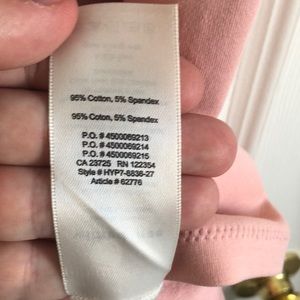 95% Cotton, 5% Spandex
95% Cotton, 5% Spandex
P.O. # 4500069213
P.O. # 4500069214
P.O. # 4500069215
CA 23725 RN 122354
Style # HYP7-8836-27
Article # 62776